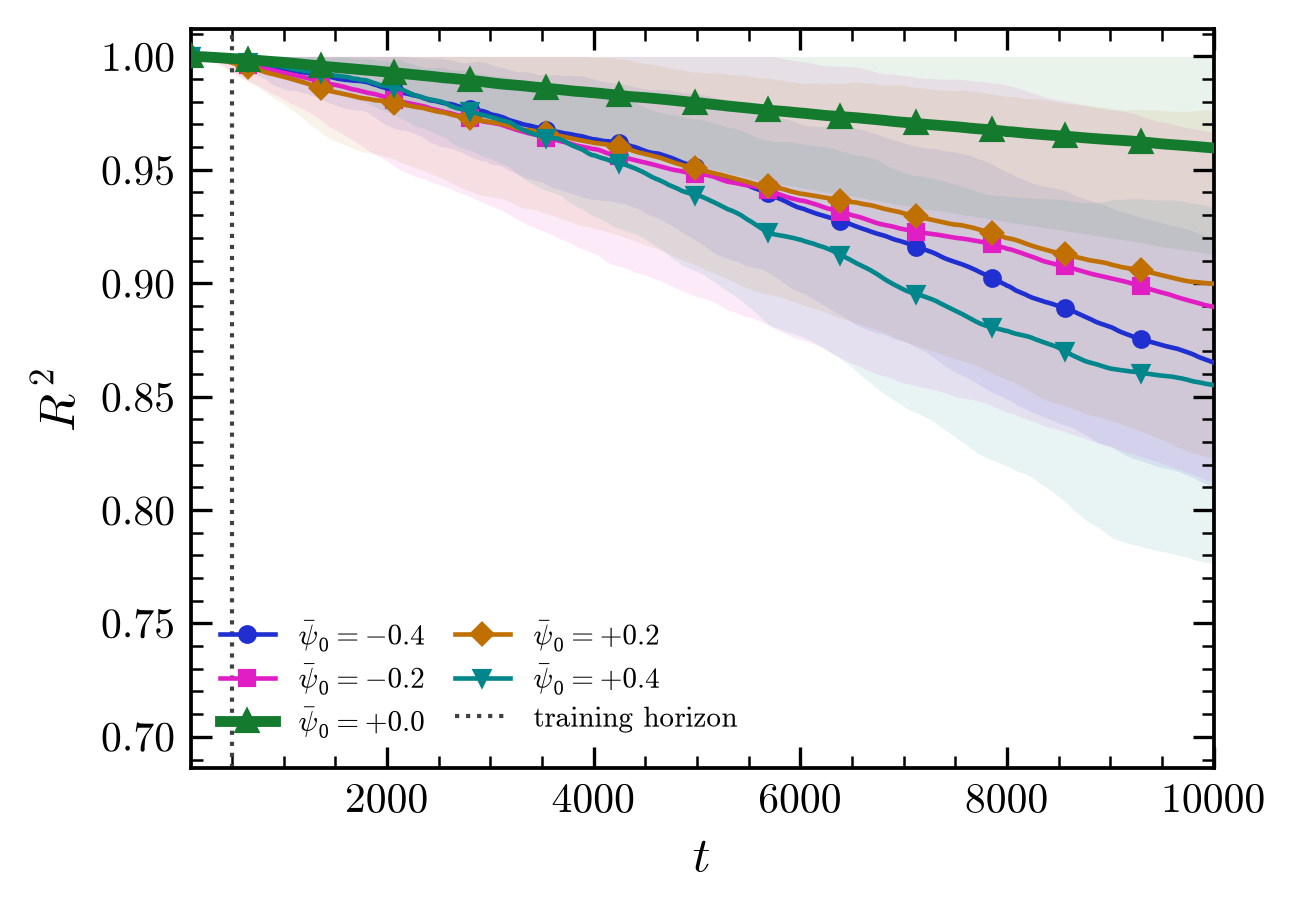 1.00
0.95
0.90
0.85
0.80
0.75
0.70
R²
ψ̄₀ = −0.4
ψ̄₀ = −0.2
ψ̄₀ = +0.0
ψ̄₀ = +0.2
ψ̄₀ = +0.4
training horizon
2000 4000 6000 8000 10000
t